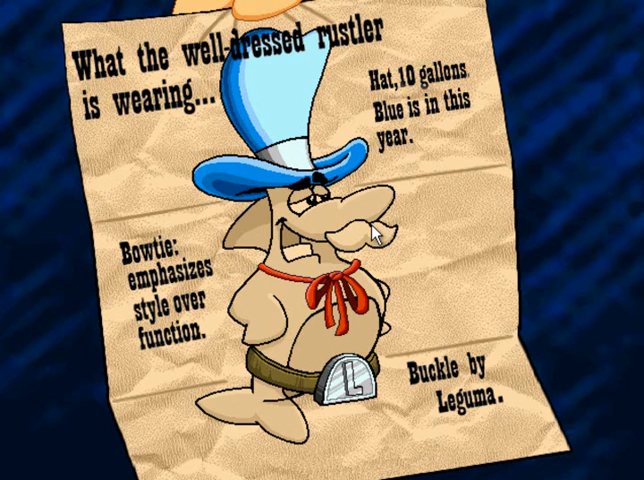 What the well-dressed rustler
is wearing...
Hat, 10 gallons.
Blue is in this
year.
Bowtie:
emphasizes
style over
function.
L
Buckle by
Leguma.